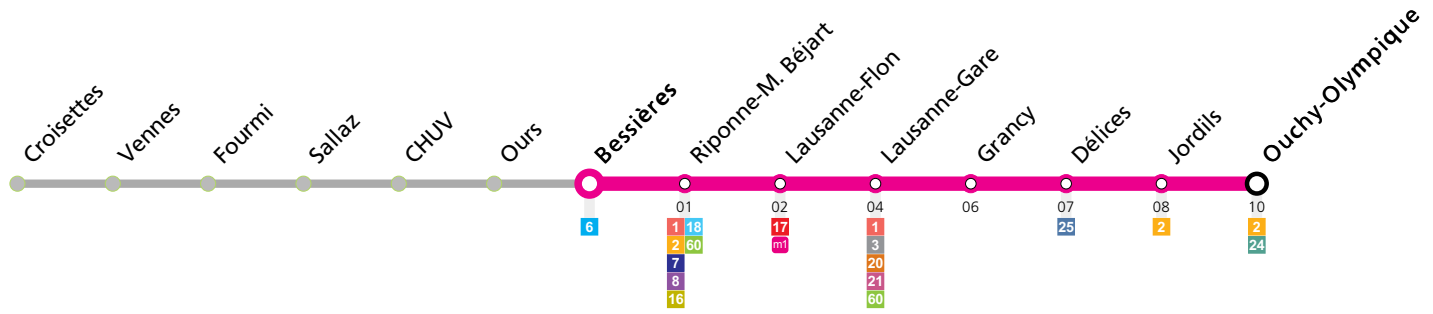 Croisettes
Vennes
Fourmi
Sallaz
CHUV
Ours
Bessières
Riponne-M. Béjart
Lausanne-Flon
Lausanne-Gare
Grancy
Délices
Jordils
Ouchy-Olympique
01 02 04 06 07 08 10
6 1 18 17 1 25 2 2
2 60 m1 3 24
7 20
8 21
16 60